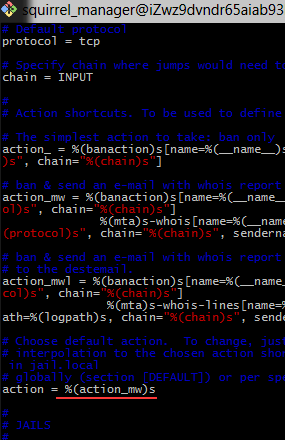 squirrel_manager@iZwz9dvndr65aiab93
# Default protocol
protocol = tcp
# Specify chain where jumps would need to
chain = INPUT
#
# Action shortcuts. To be used to define
# The simplest action to take: ban only
action_ = %(banaction)s[name=%(__name__)s
)s", chain="%(chain)s"]
# ban & send an e-mail with whois report
action_mw = %(banaction)s[name=%(__name
ol)s", chain="%(chain)s"]
%(mta)s-whois[name=%(__na
(protocol)s", chain="%(chain)s", sendern
# ban & send an e-mail with whois report
# to the destemail.
action_mwl = %(banaction)s[name=%(__nam
col)s", chain="%(chain)s"]
%(mta)s-whois-lines[name=%
ath=%(logpath)s, chain="%(chain)s", send
# Choose default action.  To change, just
# interpolation to the chosen action shor
in jail.local
# globally (section [DEFAULT]) or per spe
action = %(action_mw)s
#
# JAILS
#